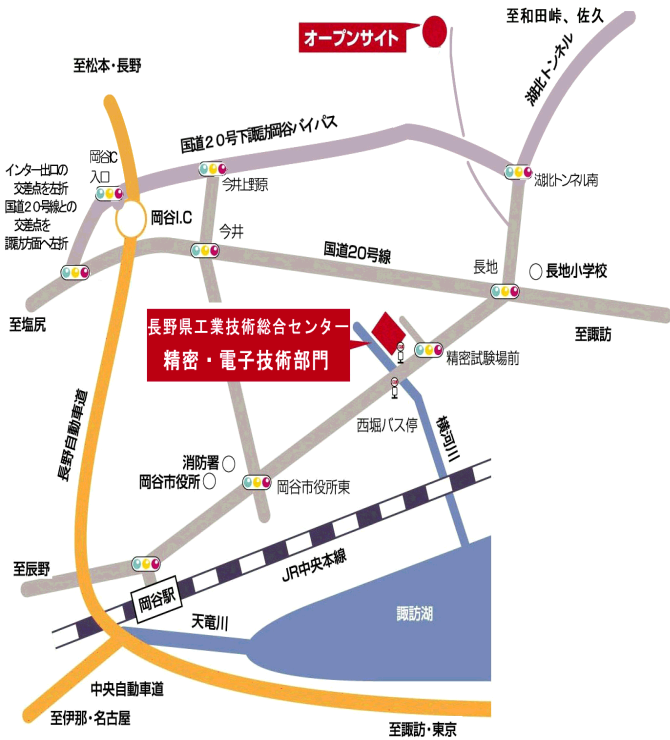 至和田峠、佐久
オープンサイト
湖北トンネル
至松本・長野
国道20号下諏訪岡谷バイパス
岡谷IC
入口
インター出口の
交差点を左折
国道20号線との
交差点を
諏訪方面へ左折
今井上野原
湖北トンネル南
岡谷I.C
今井
国道20号線
長地
長地小学校
至塩尻
至諏訪
長野県工業技術総合センター
精密・電子技術部門
精密試験場前
西堀バス停
横河川
長野自動車道
消防署
岡谷市役所
岡谷市役所東
至辰野
JR中央本線
岡谷駅
天竜川
諏訪湖
中央自動車道
至伊那・名古屋
至諏訪・東京